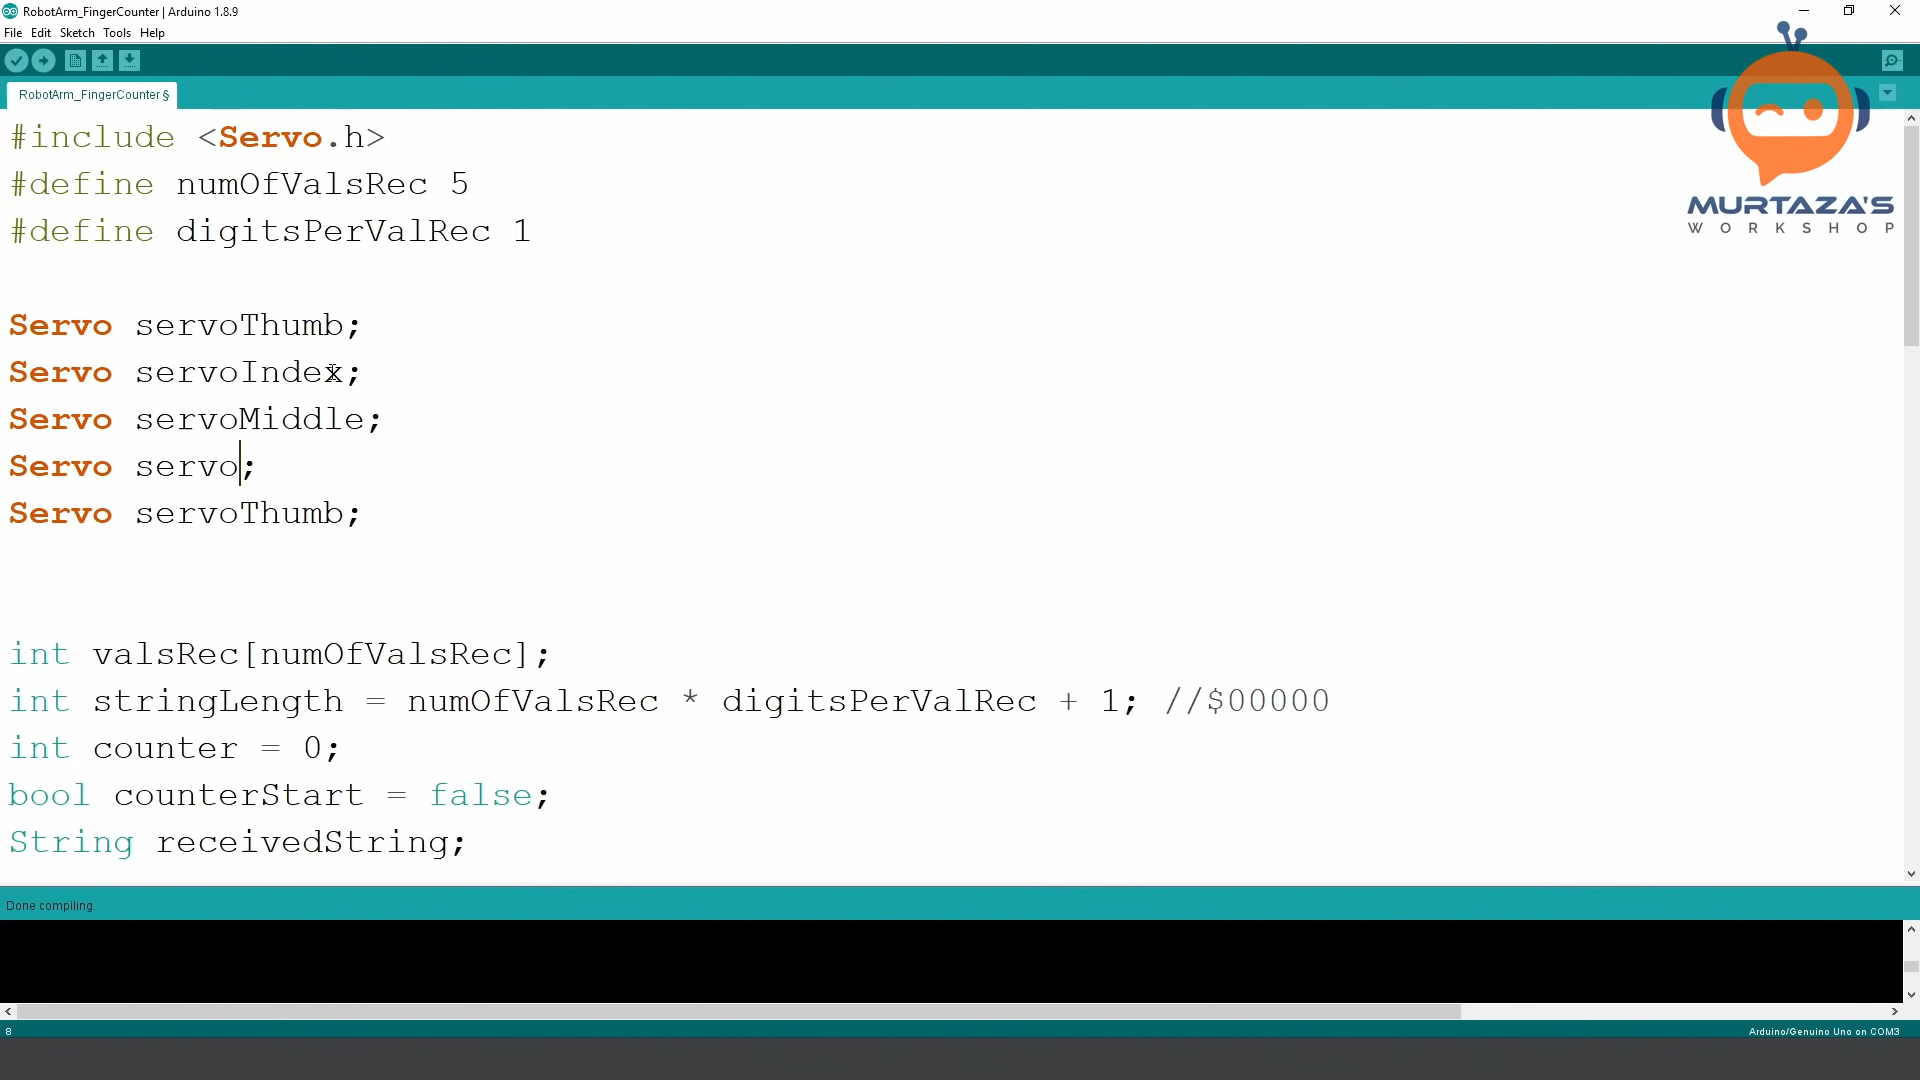 RobotArm_FingerCounter | Arduino 1.8.9
File Edit Sketch Tools Help
RobotArm_FingerCounter §
#include <Servo.h>
#define numOfValsRec 5
#define digitsPerValRec 1
MURTAZA'S
WORKSHOP
Servo servoThumb;
Servo servoIndex;
Servo servoMiddle;
Servo servo;
Servo servoThumb;
int valsRec[numOfValsRec];
int stringLength = numOfValsRec * digitsPerValRec + 1; //$00000
int counter = 0;
bool counterStart = false;
String receivedString;
Done compiling.
8
Arduino/Genuino Uno on COM3